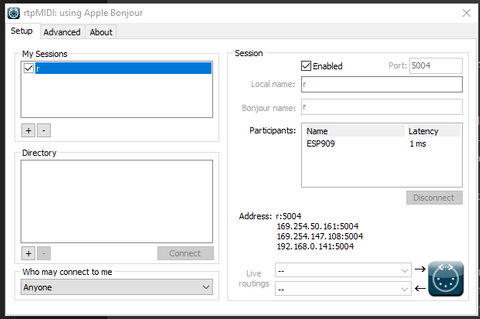 rtpMIDI: using Apple Bonjour
Setup Advanced About
My Sessions
r
+ -
Directory
+ - Connect
Who may connect to me
Anyone
Session
Enabled Port: 5004
Local name: r
Bonjour name: r
Participants: Name Latency
ESP909 1 ms
Disconnect
Address: r:5004
169.254.50.161:5004
169.254.147.108:5004
192.168.0.141:5004
Live routings
--
--